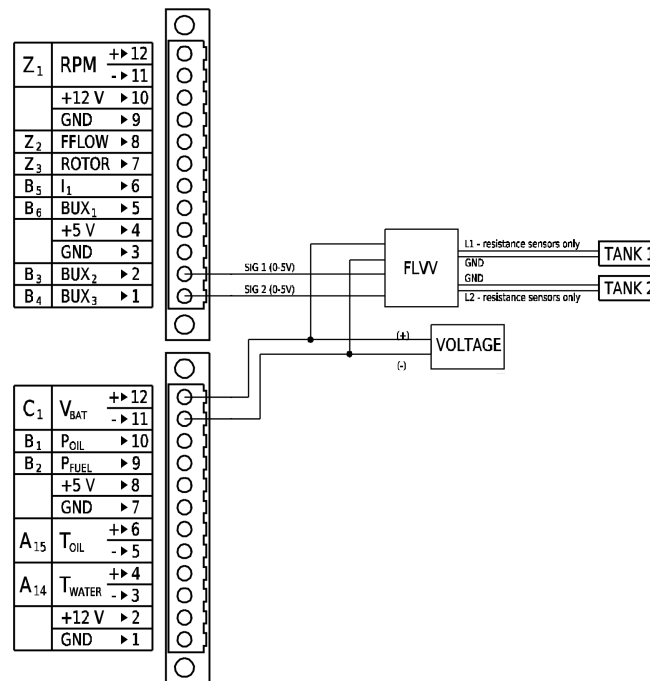 Z1 RPM +▶12
-▶11
+12 V ▶10
GND ▶9
Z2 FFLOW ▶8
Z3 ROTOR ▶7
B5 I1 ▶6
B6 BUX1 ▶5
+5 V ▶4
GND ▶3
B3 BUX2 ▶2
B4 BUX3 ▶1
SIG 1 (0-5V)
SIG 2 (0-5V)
FLVV
L1 - resistance sensors only
GND
GND
L2 - resistance sensors only
TANK 1
TANK 2
(+)
(-)
VOLTAGE
C1 VBAT +▶12
-▶11
B1 POIL ▶10
B2 PFUEL ▶9
+5 V ▶8
GND ▶7
A15 TOIL +▶6
-▶5
A14 TWATER +▶4
-▶3
+12 V ▶2
GND ▶1